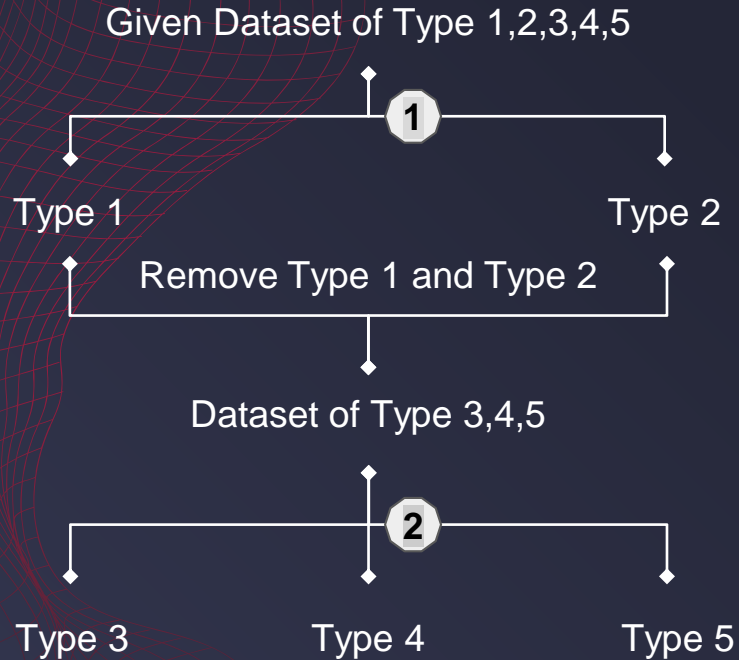 Given Dataset of Type 1,2,3,4,5
1
Type 1
Type 2
Remove Type 1 and Type 2
Dataset of Type 3,4,5
2
Type 3
Type 4
Type 5